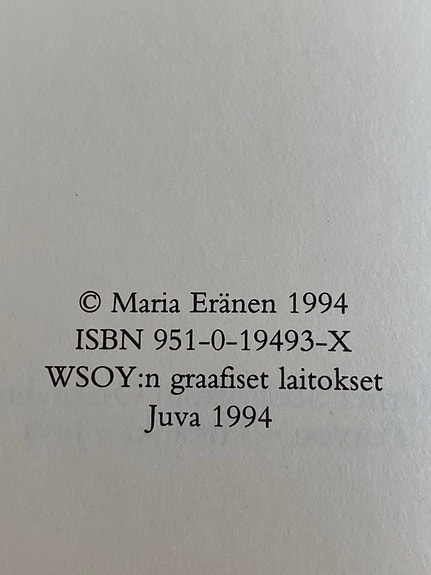 © Maria Eränen 1994
ISBN 951-0-19493-X
WSOY:n graafiset laitokset
Juva 1994